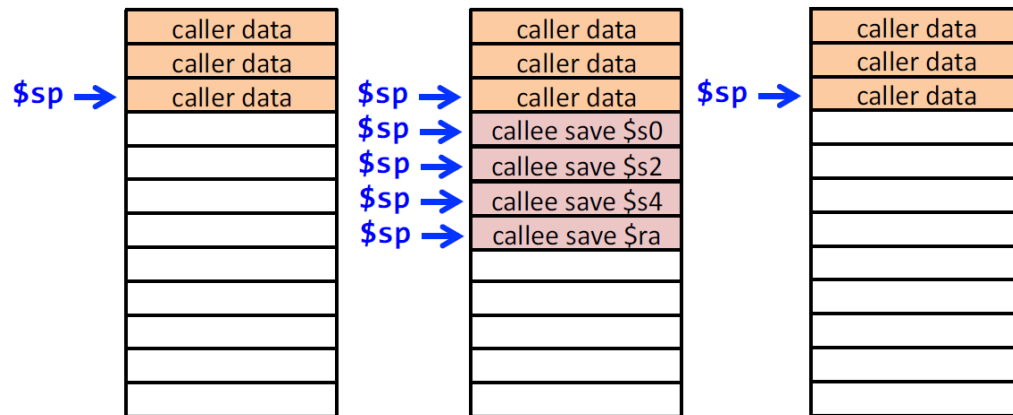 caller data
caller data
$sp caller data
caller data
caller data
$sp caller data
$sp callee save $s0
$sp callee save $s2
$sp callee save $s4
$sp callee save $ra
caller data
caller data
$sp caller data